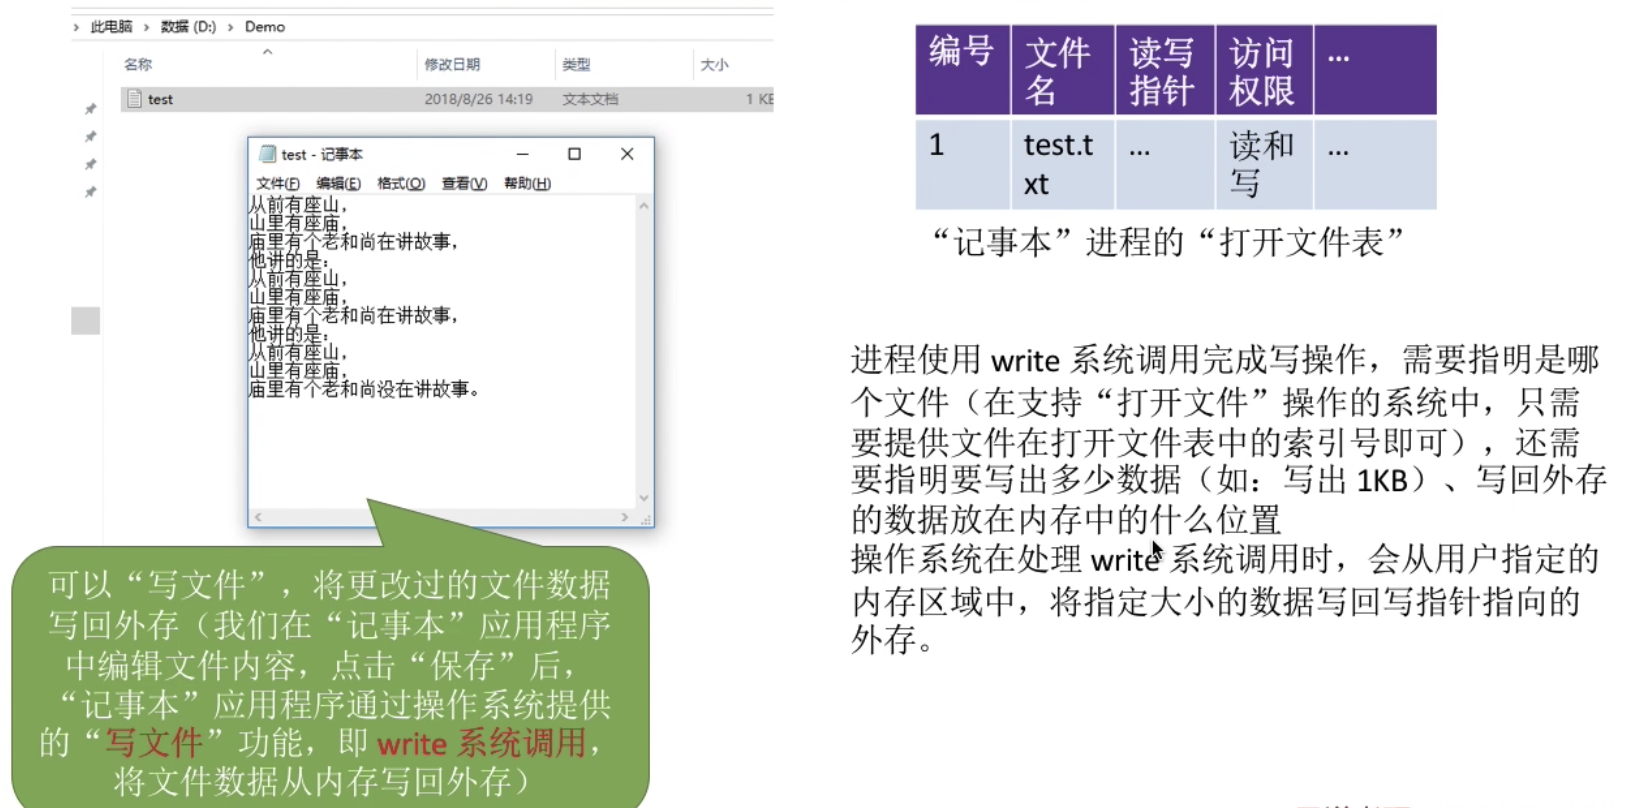 此电脑 › 数据 (D:) › Demo
名称 修改日期 类型 大小
test 2018/8/26 14:19 文本文档 1 KB
test - 记事本
文件(F) 编辑(E) 格式(O) 查看(V) 帮助(H)
从前有座山，
山里有座庙，
庙里有个老和尚在讲故事，
他讲的是：
从前有座山，
山里有座庙，
庙里有个老和尚在讲故事，
他讲的是：
从前有座山，
山里有座庙，
庙里有个老和尚没在讲故事。
可以“写文件”，将更改过的文件数据
写回外存（我们在“记事本”应用程序
中编辑文件内容，点击“保存”后，
“记事本”应用程序通过操作系统提供
的“写文件”功能，即 write 系统调用，
将文件数据从内存写回外存）
编号 文件名 读写指针 访问权限 ...
1 test.txt ... 读和写 ...
“记事本”进程的“打开文件表”
进程使用 write 系统调用完成写操作，需要指明是哪
个文件（在支持“打开文件”操作的系统中，只需
要提供文件在打开文件表中的索引号即可），还需
要指明要写出多少数据（如：写出 1KB）、写回外存
的数据放在内存中的什么位置
操作系统在处理 write 系统调用时，会从用户指定的
内存区域中，将指定大小的数据写回写指针指向的
外存。